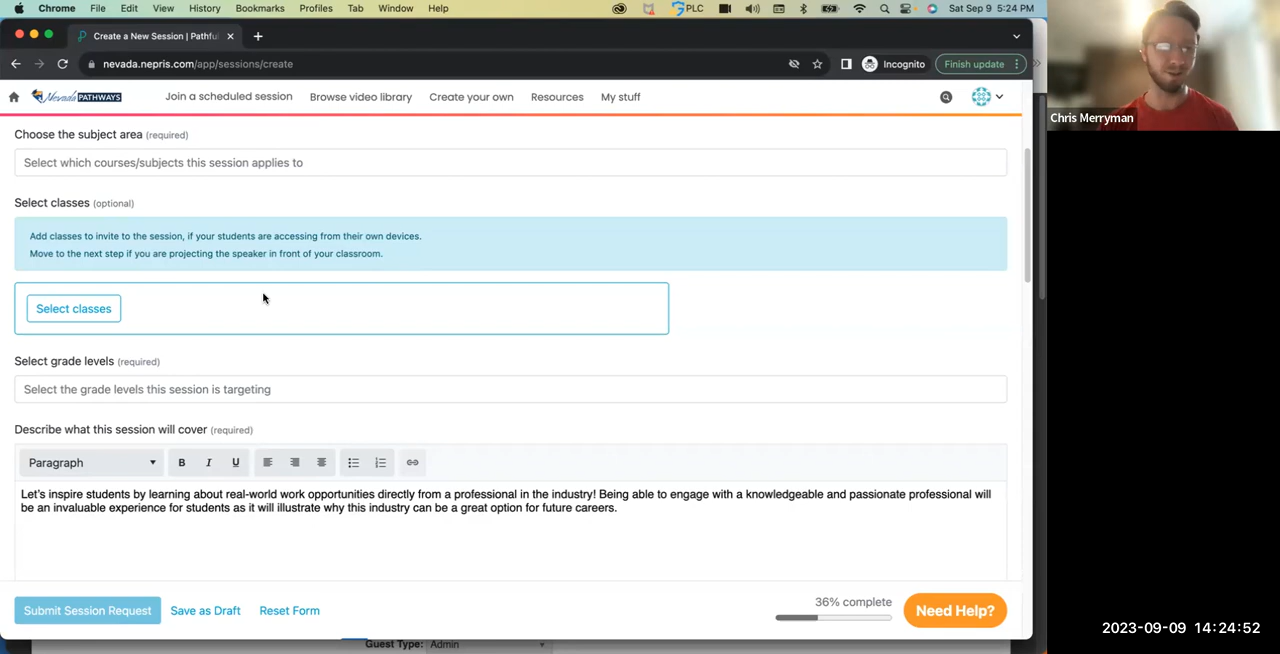 Chrome File Edit View History Bookmarks Profiles Tab Window Help PLC Sat Sep 9 5:24 PM
Create a New Session | Pathful
nevada.nepris.com/app/sessions/create Incognito Finish update
Nevada PATHWAYS Join a scheduled session Browse video library Create your own Resources My stuff
Chris Merryman
Choose the subject area (required)
Select which courses/subjects this session applies to
Select classes (optional)
Add classes to invite to the session, if your students are accessing from their own devices.
Move to the next step if you are projecting the speaker in front of your classroom.
Select classes
Select grade levels (required)
Select the grade levels this session is targeting
Describe what this session will cover (required)
Paragraph B I U
Let's inspire students by learning about real-world work opportunities directly from a professional in the industry! Being able to engage with a knowledgeable and passionate professional will
be an invaluable experience for students as it will illustrate why this industry can be a great option for future careers.
Submit Session Request Save as Draft Reset Form 36% complete Need Help?
Guest Type: Admin
2023-09-09 14:24:52